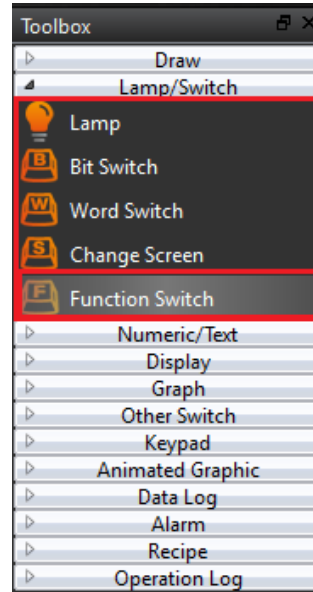 Toolbox
Draw
Lamp/Switch
Lamp
B Bit Switch
W Word Switch
S Change Screen
F Function Switch
Numeric/Text
Display
Graph
Other Switch
Keypad
Animated Graphic
Data Log
Alarm
Recipe
Operation Log